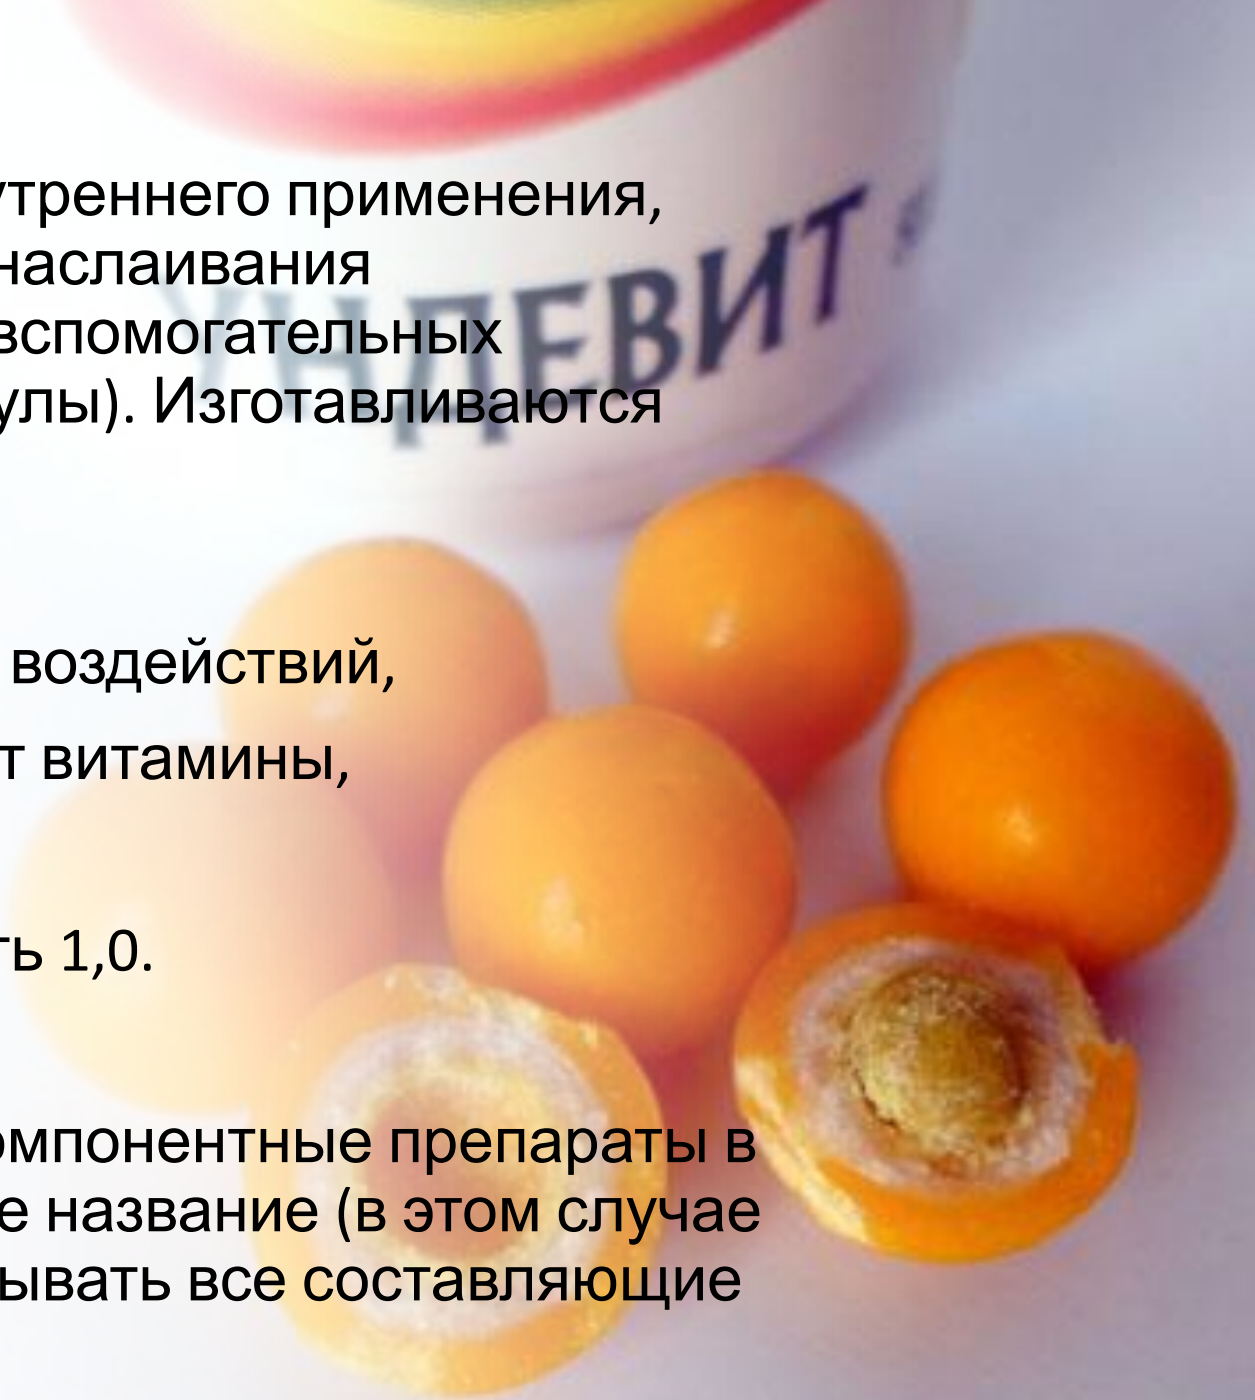 утреннего применения,
наслаивания
вспомогательных
улы). Изготавливаются
УНДЕВИТ
воздействий,
т витамины,
ть 1,0.
омпонентные препараты в
е название (в этом случае
ывать все составляющие